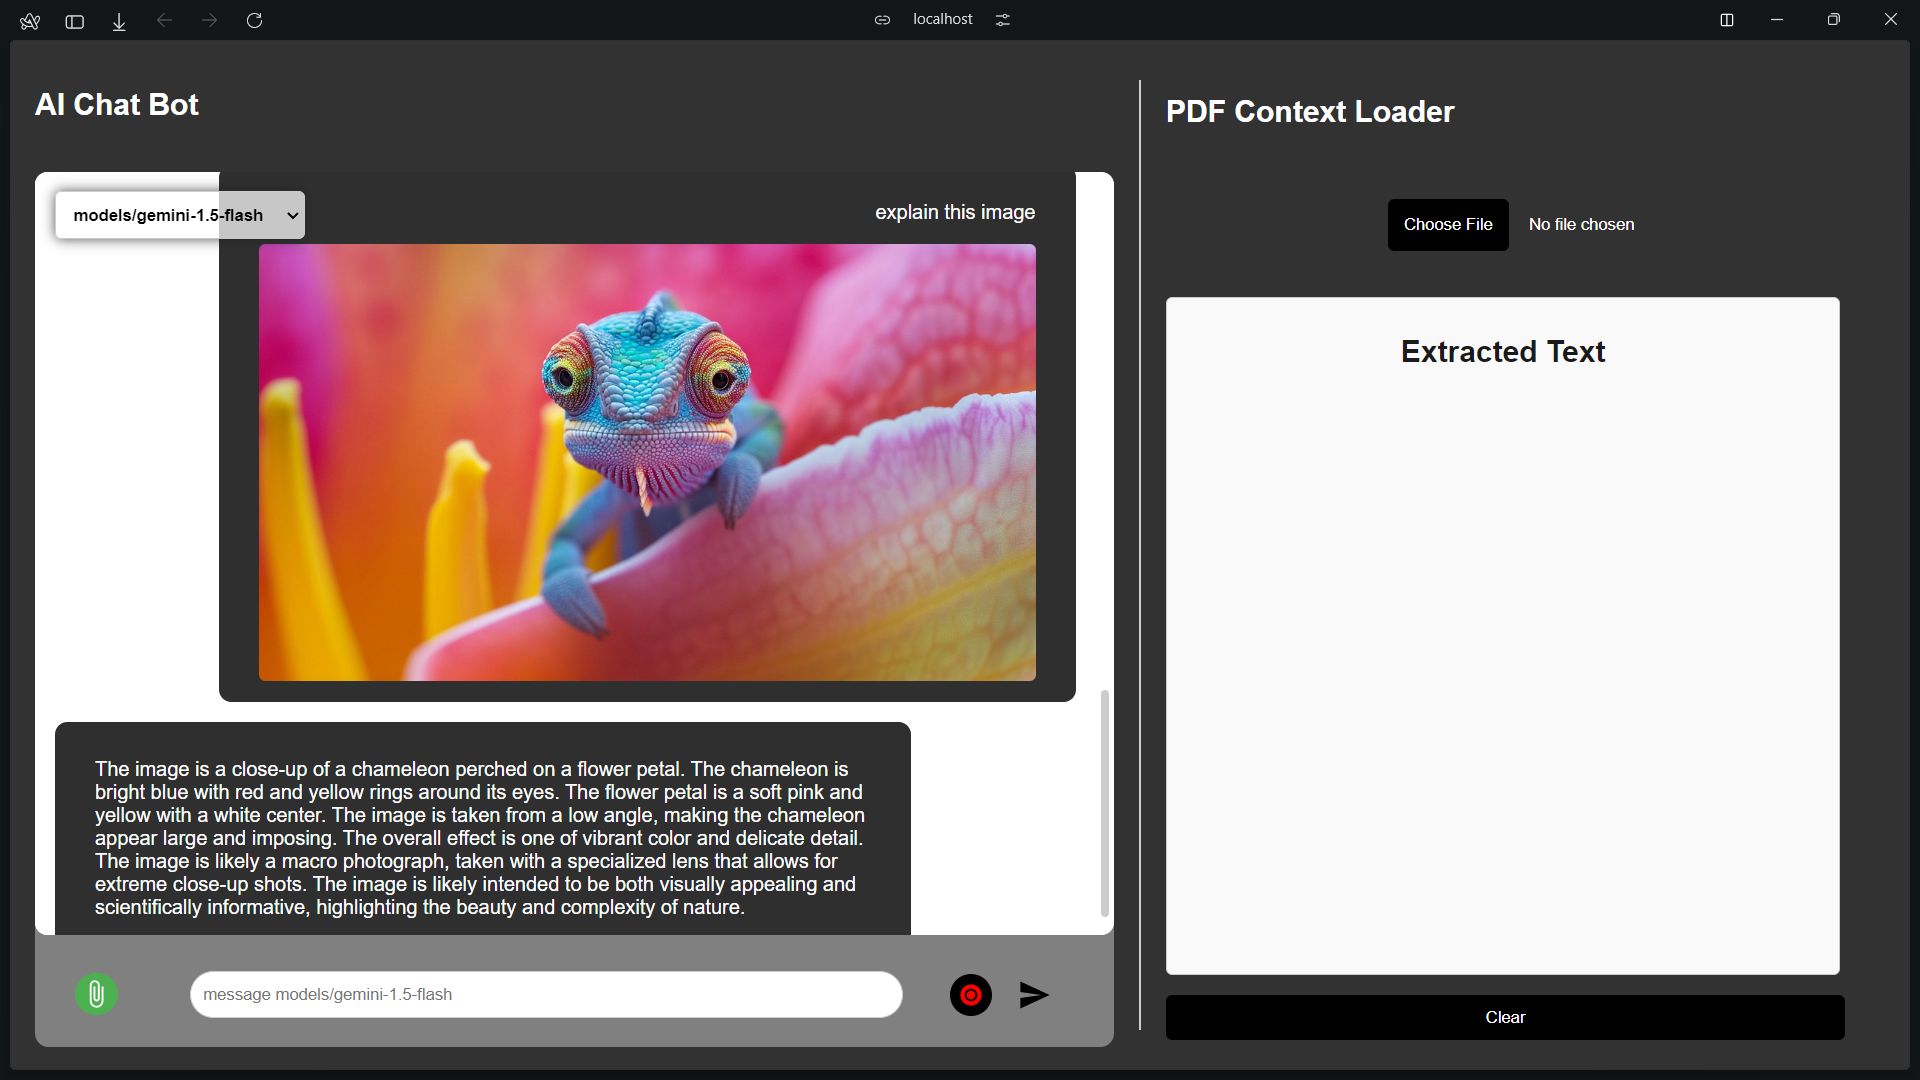 localhost
AI Chat Bot
models/gemini-1.5-flash
explain this image
The image is a close-up of a chameleon perched on a flower petal. The chameleon is
bright blue with red and yellow rings around its eyes. The flower petal is a soft pink and
yellow with a white center. The image is taken from a low angle, making the chameleon
appear large and imposing. The overall effect is one of vibrant color and delicate detail.
The image is likely a macro photograph, taken with a specialized lens that allows for
extreme close-up shots. The image is likely intended to be both visually appealing and
scientifically informative, highlighting the beauty and complexity of nature.
message models/gemini-1.5-flash
PDF Context Loader
Choose File No file chosen
Extracted Text
Clear